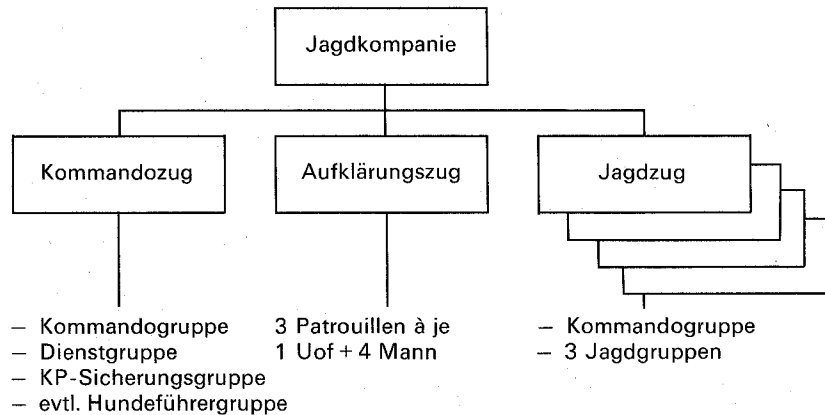 Jagdkompanie
Kommandozug
Aufklärungszug
Jagdzug
– Kommandogruppe
– Dienstgruppe
– KP-Sicherungsgruppe
– evtl. Hundeführergruppe
3 Patrouillen à je
1 Uof + 4 Mann
– Kommandogruppe
– 3 Jagdgruppen